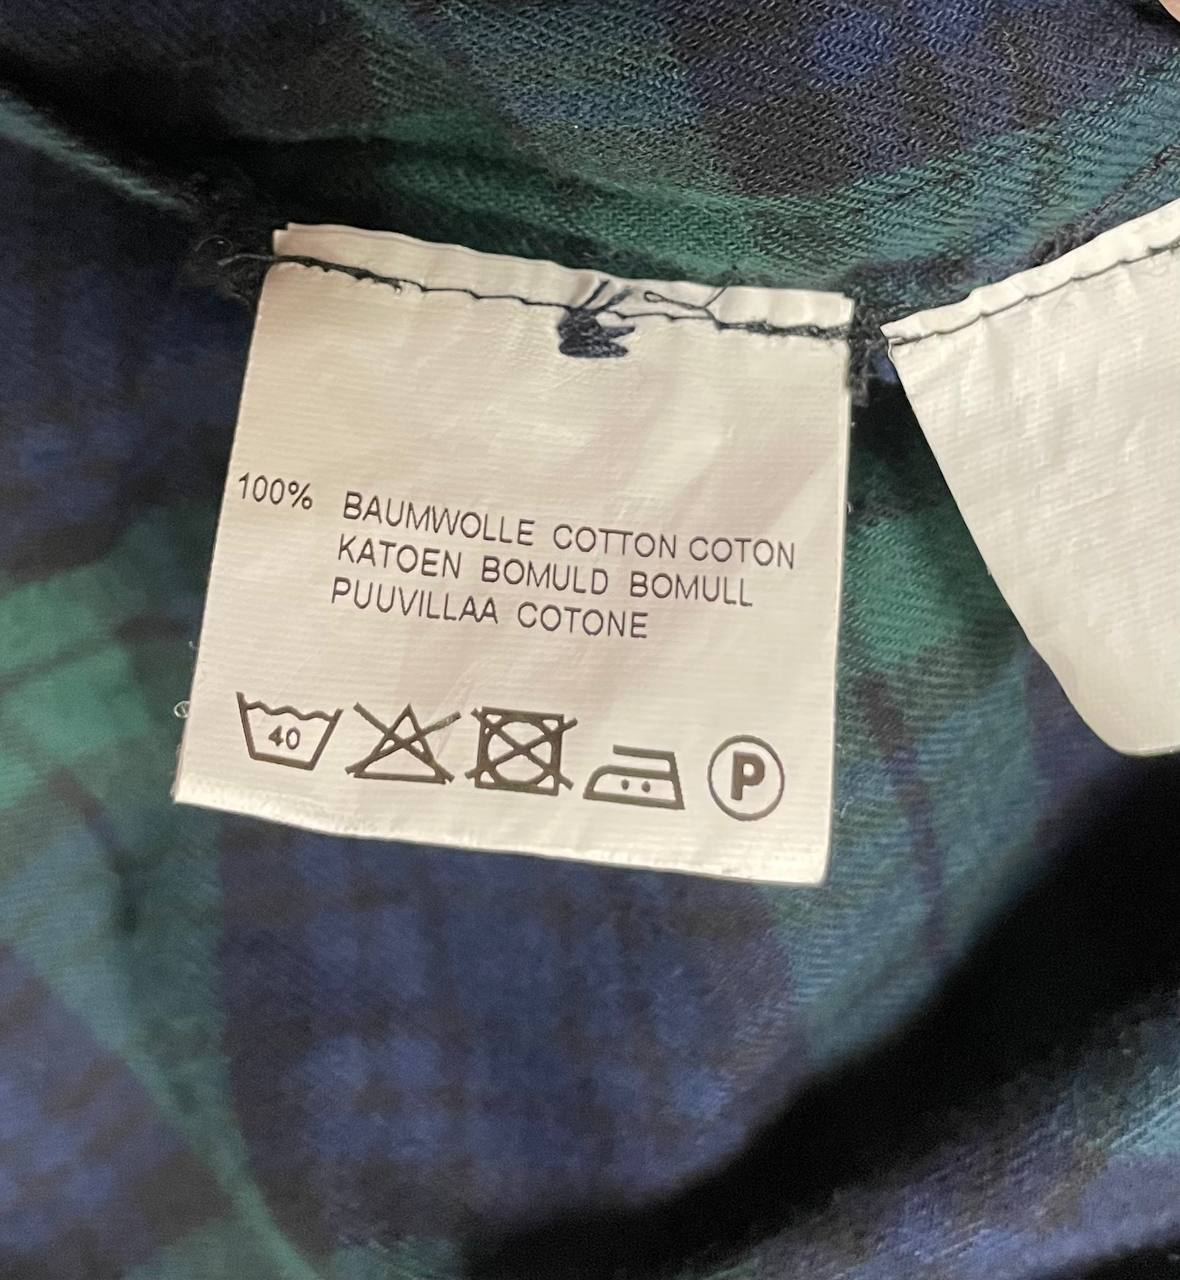 100% BAUMWOLLE COTTON COTON
KATOEN BOMULD BOMULL
PUUVILLAA COTONE
40 P